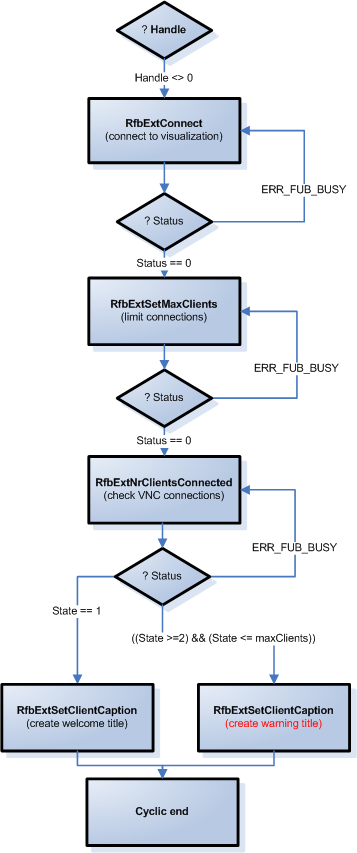 ? Handle
Handle <> 0
RfbExtConnect
(connect to visualization)
ERR_FUB_BUSY
? Status
Status == 0
RfbExtSetMaxClients
(limit connections)
ERR_FUB_BUSY
? Status
Status == 0
RfbExtNrClientsConnected
(check VNC connections)
ERR_FUB_BUSY
? Status
State == 1
((State >=2) && (State <= maxClients))
RfbExtSetClientCaption
(create welcome title)
RfbExtSetClientCaption
(create warning title)
Cyclic end